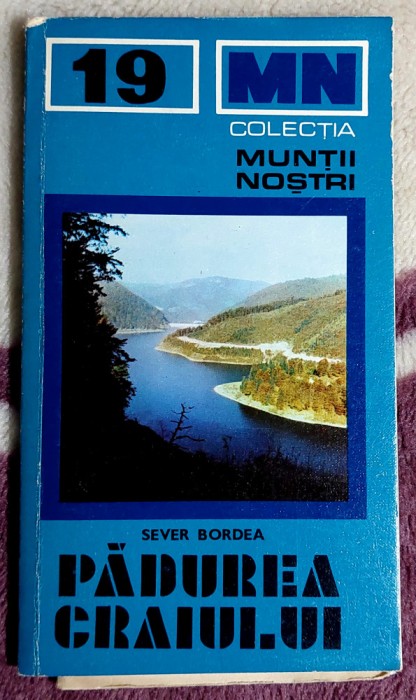 19 MN
COLECȚIA
MUNȚII
NOȘTRI
SEVER BORDEA
PĂDUREA
CRAIULUI